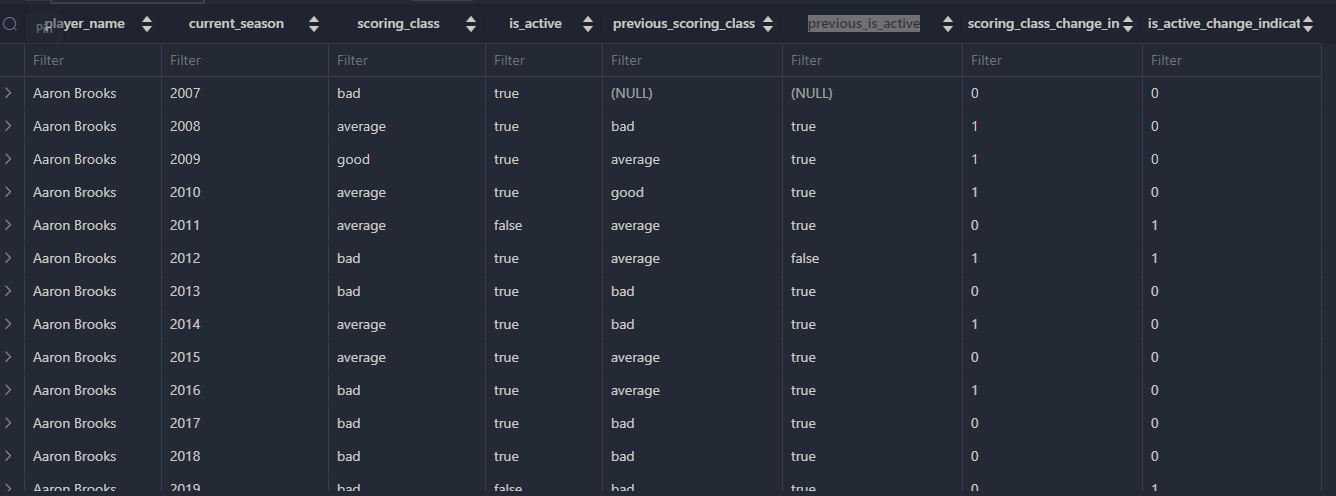 player_name current_season scoring_class is_active previous_scoring_class previous_is_active scoring_class_change_in is_active_change_indicat
Pin
Filter Filter Filter Filter Filter Filter Filter Filter
Aaron Brooks 2007 bad true (NULL) (NULL) 0 0
Aaron Brooks 2008 average true bad true 1 0
Aaron Brooks 2009 good true average true 1 0
Aaron Brooks 2010 average true good true 1 0
Aaron Brooks 2011 average false average true 0 1
Aaron Brooks 2012 bad true average false 1 1
Aaron Brooks 2013 bad true bad true 0 0
Aaron Brooks 2014 average true bad true 1 0
Aaron Brooks 2015 average true average true 0 0
Aaron Brooks 2016 bad true average true 1 0
Aaron Brooks 2017 bad true bad true 0 0
Aaron Brooks 2018 bad true bad true 0 0
Aaron Brooks 2019 bad false bad true 0 1